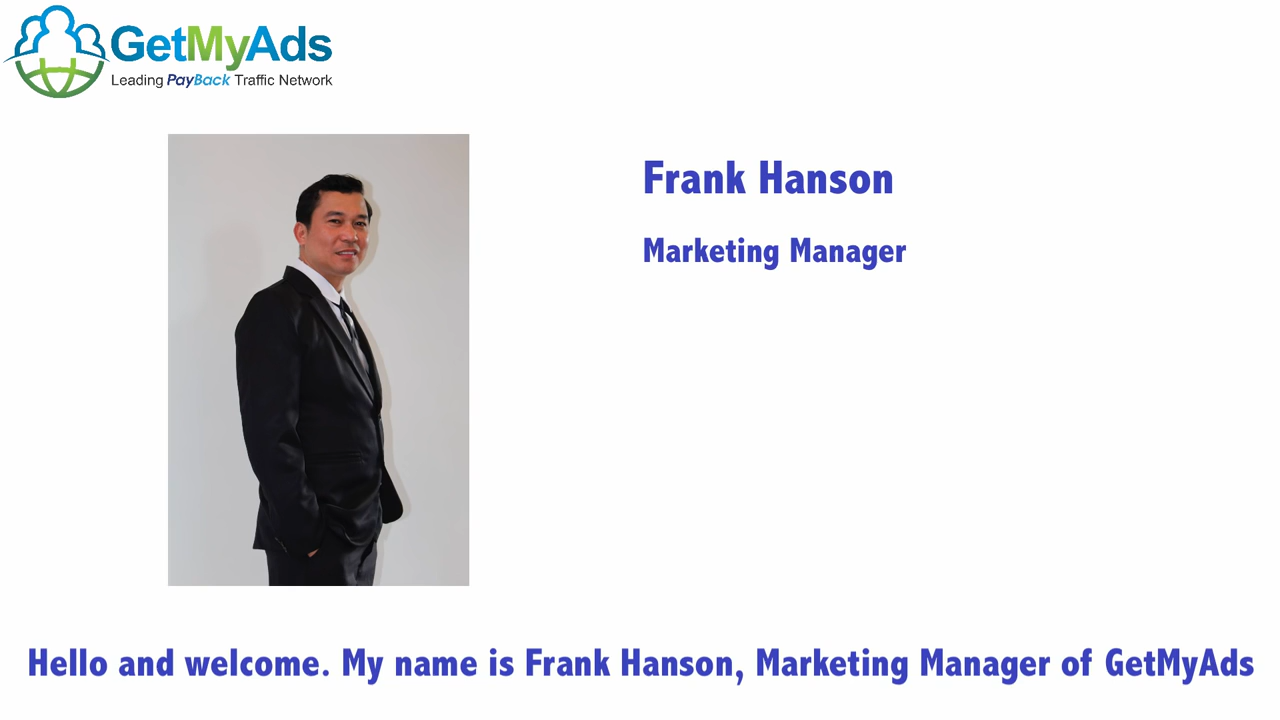 GetMyAds
Leading PayBack Traffic Network
Frank Hanson
Marketing Manager
Hello and welcome. My name is Frank Hanson, Marketing Manager of GetMyAds